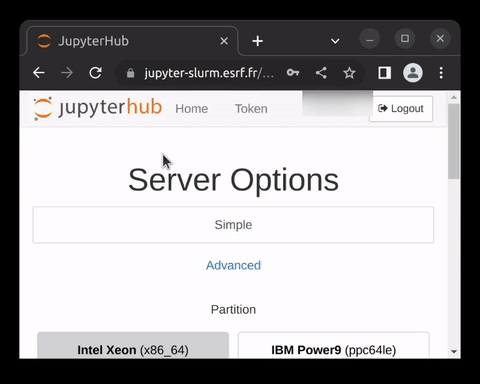 JupyterHub
jupyter-slurm.esrf.fr/...
jupyterhub Home Token Logout
Server Options
Simple
Advanced
Partition
Intel Xeon (x86_64) IBM Power9 (ppc64le)